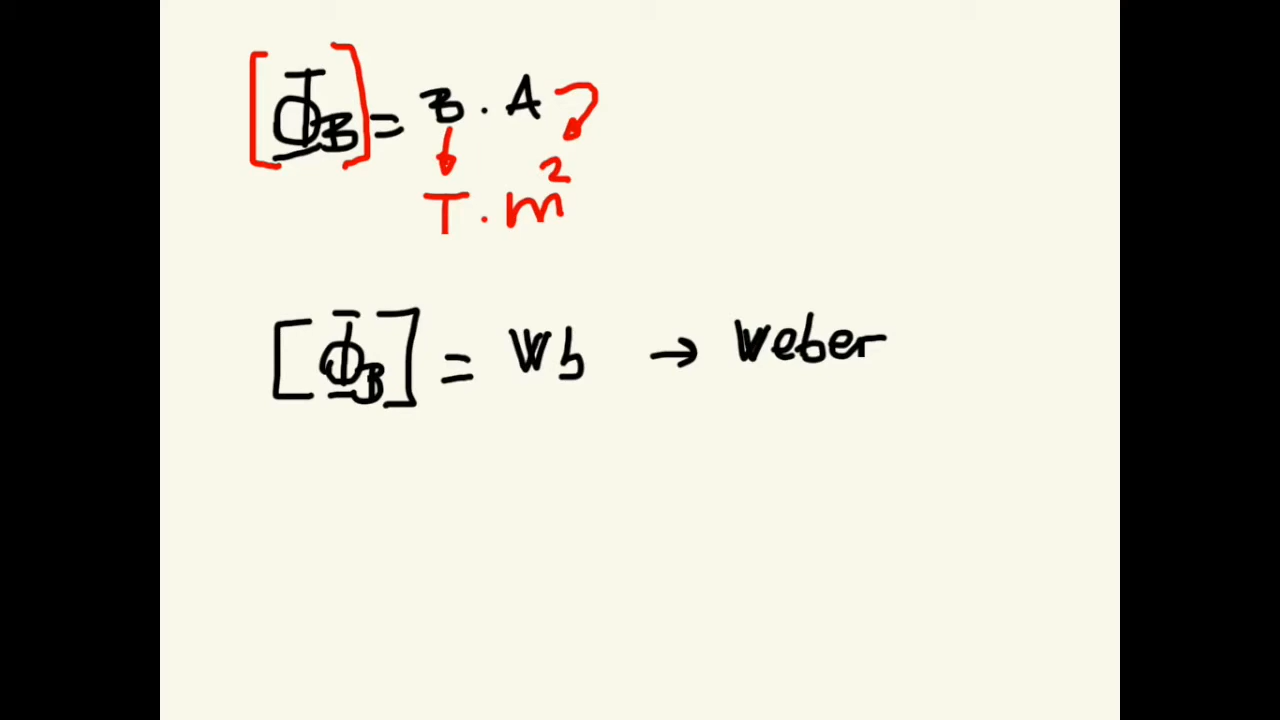 [Φ_B] = B · A
T · m²
[Φ_B] = Wb → Weber